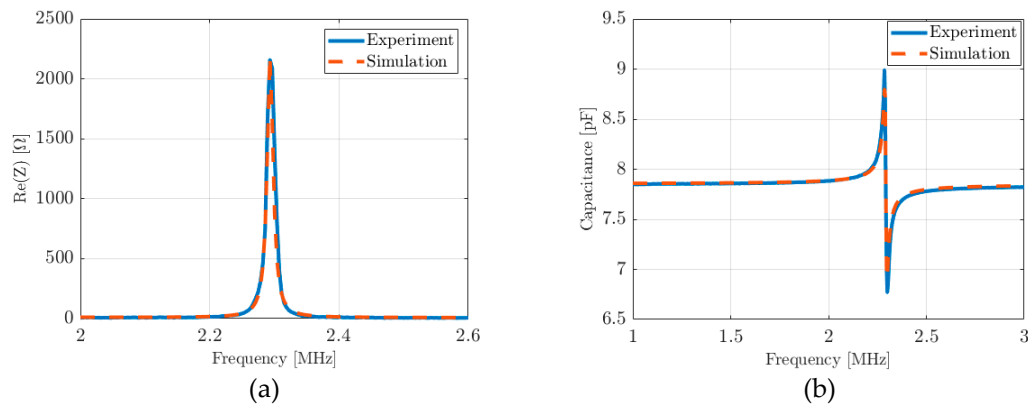 2500
2000
1500
1000
500
0
Re(Z) [Ω]
Experiment
Simulation
2
2.2
2.4
2.6
Frequency [MHz]
(a)
9.5
9
8.5
8
7.5
7
6.5
Capacitance [pF]
Experiment
Simulation
1
1.5
2
2.5
3
Frequency [MHz]
(b)